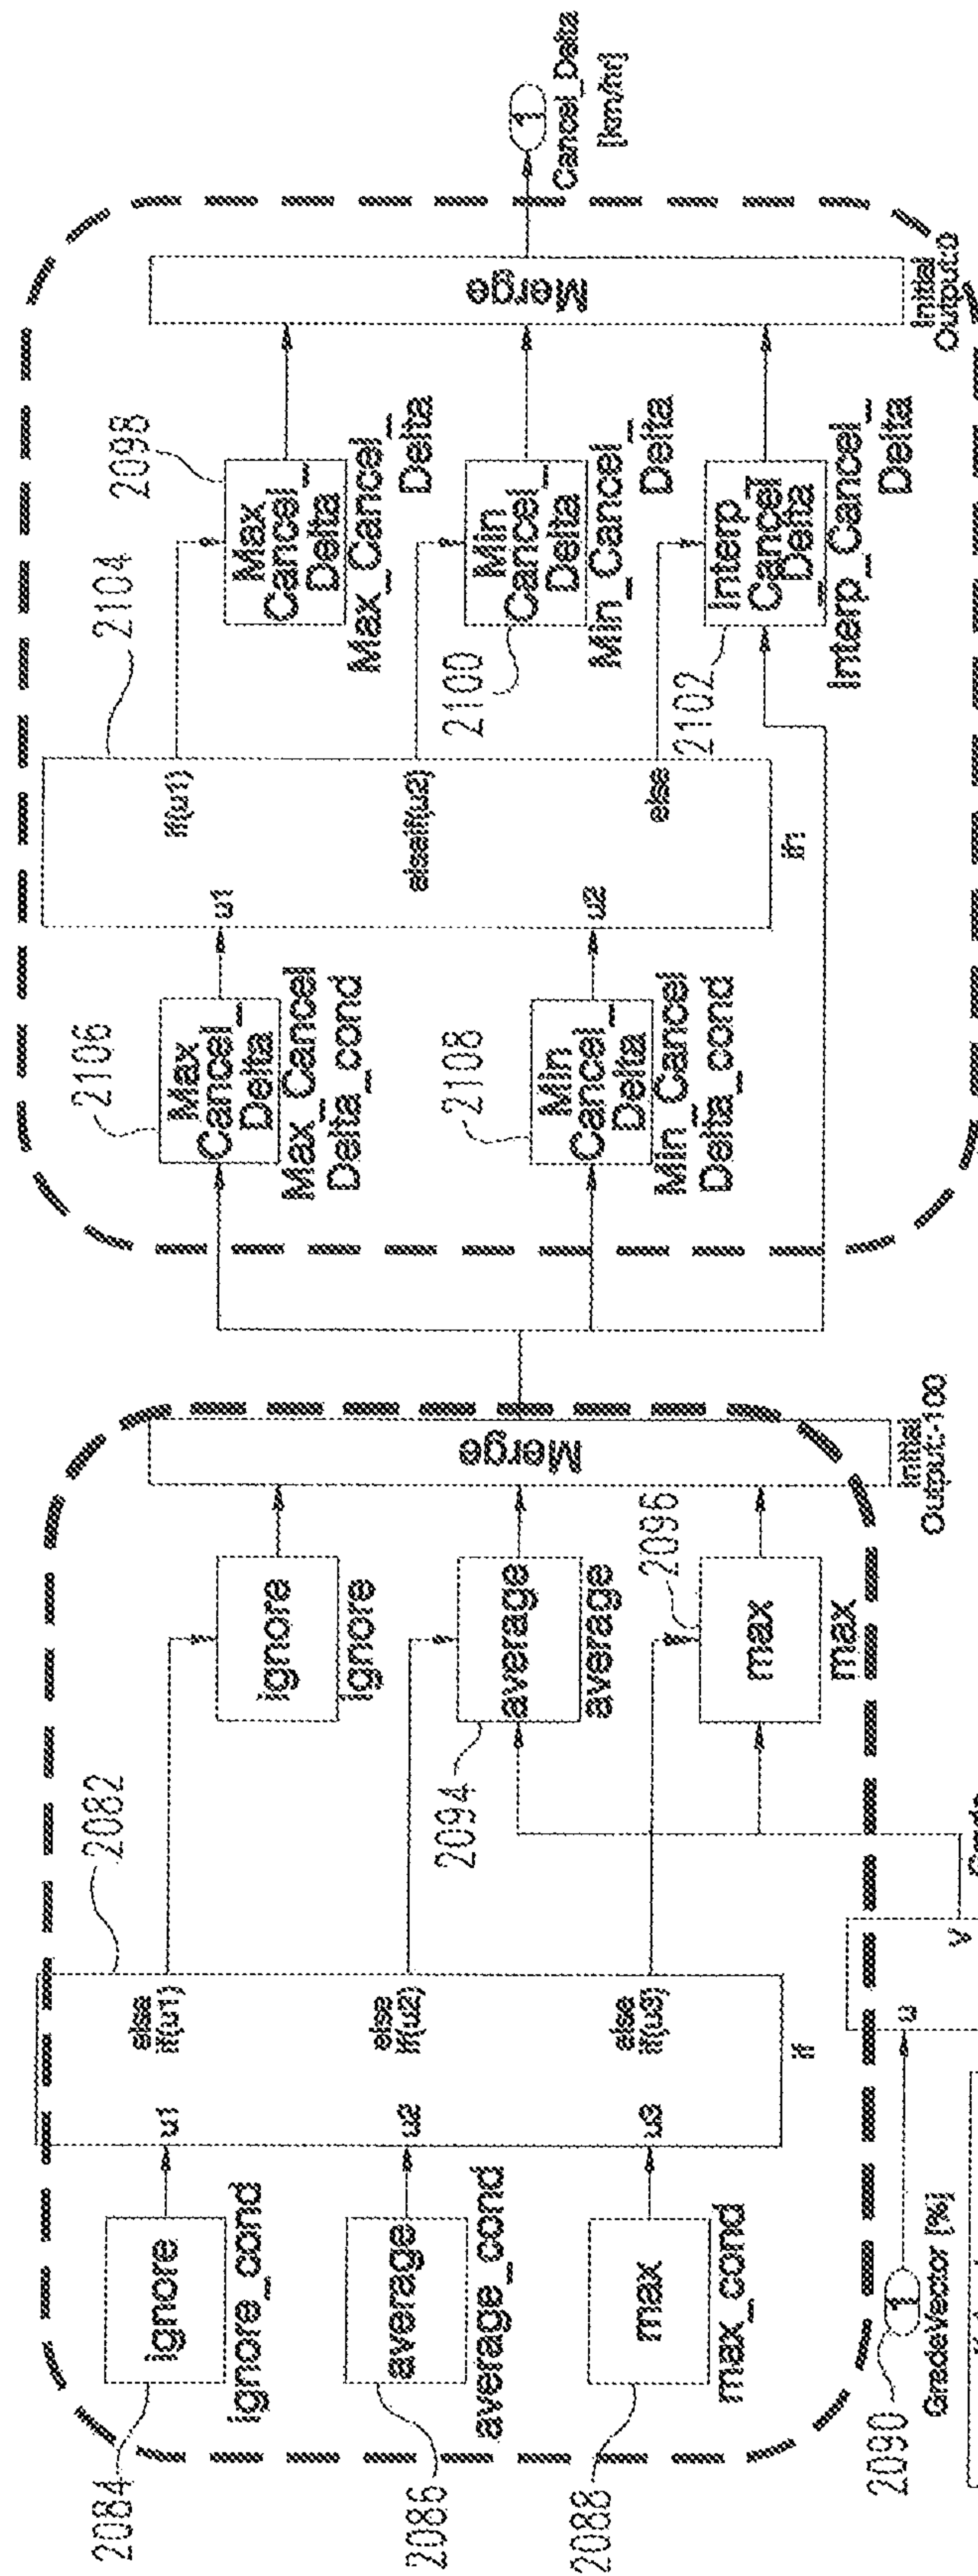 2084
ignore
ignore_cond
2086
average
average_cond
2088
max
max_cond
2082
u1
else
if(u1)
u2
else
if(u2)
u3
else
if(u3)
if
ignore
ignore
2094
average
average
2096
max
max
Merge
Initial
Output:-100
2090
1
GradeVector [%]
u
v
2106
Max
Cancel_
Delta
Max_Cancel_
Delta_cond
2108
Min
Cancel_
Delta
Min_Cancel_
Delta_cond
2104
u1
if(u1)
elseif(u2)
u2
else
if1
2098
Max
Cancel_
Delta
Max_Cancel_
Delta
2100
Min
Cancel_
Delta
Min_Cancel_
Delta
2102
Interp
Cancel_
Delta
Interp_Cancel_
Delta
Merge
Initial
Output:0
1
Cancel_Delta
[km/hr]